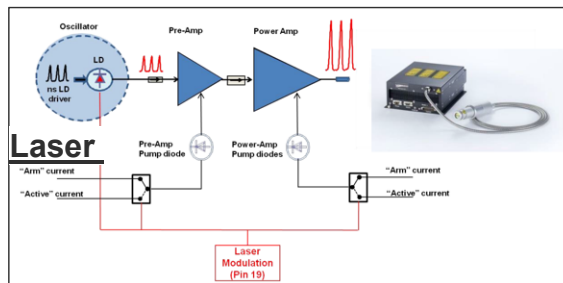 Oscillator
Pre-Amp
Power Amp
LD
ns LD
driver
Laser
Pre-Amp
Pump diode
Power-Amp
Pump diodes
"Arm" current
"Active" current
"Arm" current
"Active" current
Laser
Modulation
(Pin 19)